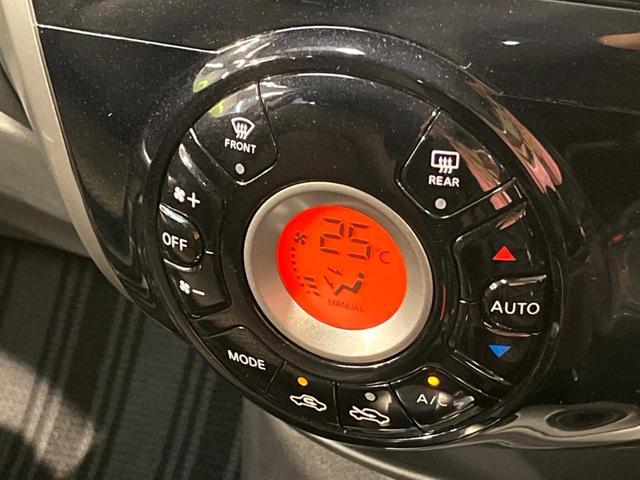 FRONT
REAR
+
OFF
25°C
AUTO
−
MANUAL
MODE
A/C